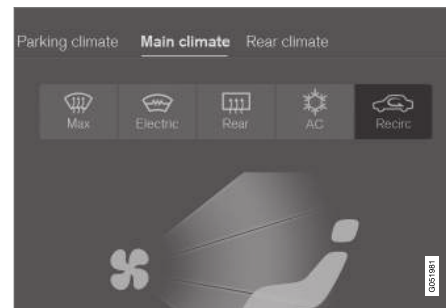 Parking climate Main climate Rear climate
Max Electric Rear AC Recirc
G051981